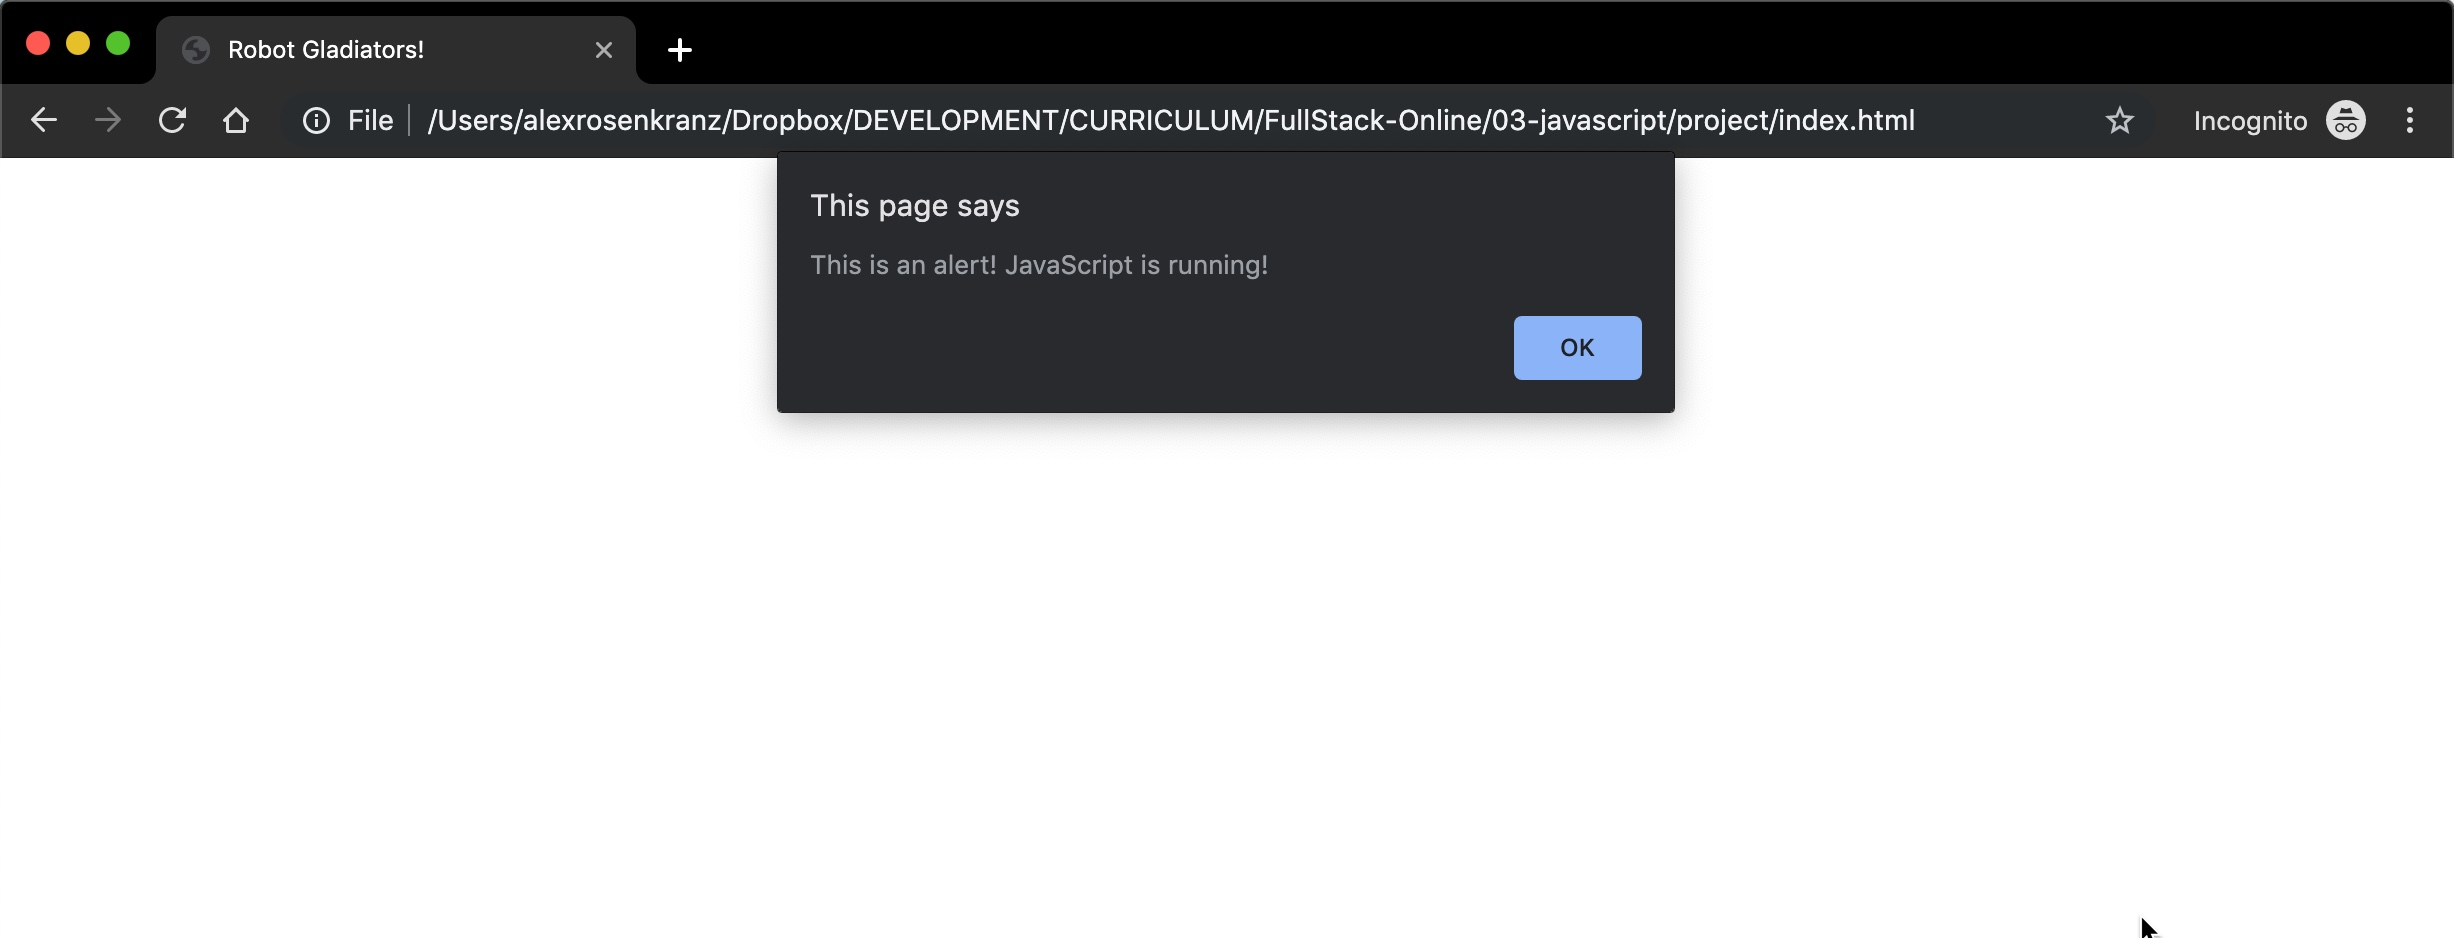 Robot Gladiators!
File /Users/alexrosenkranz/Dropbox/DEVELOPMENT/CURRICULUM/FullStack-Online/03-javascript/project/index.html Incognito
This page says
This is an alert! JavaScript is running!
OK